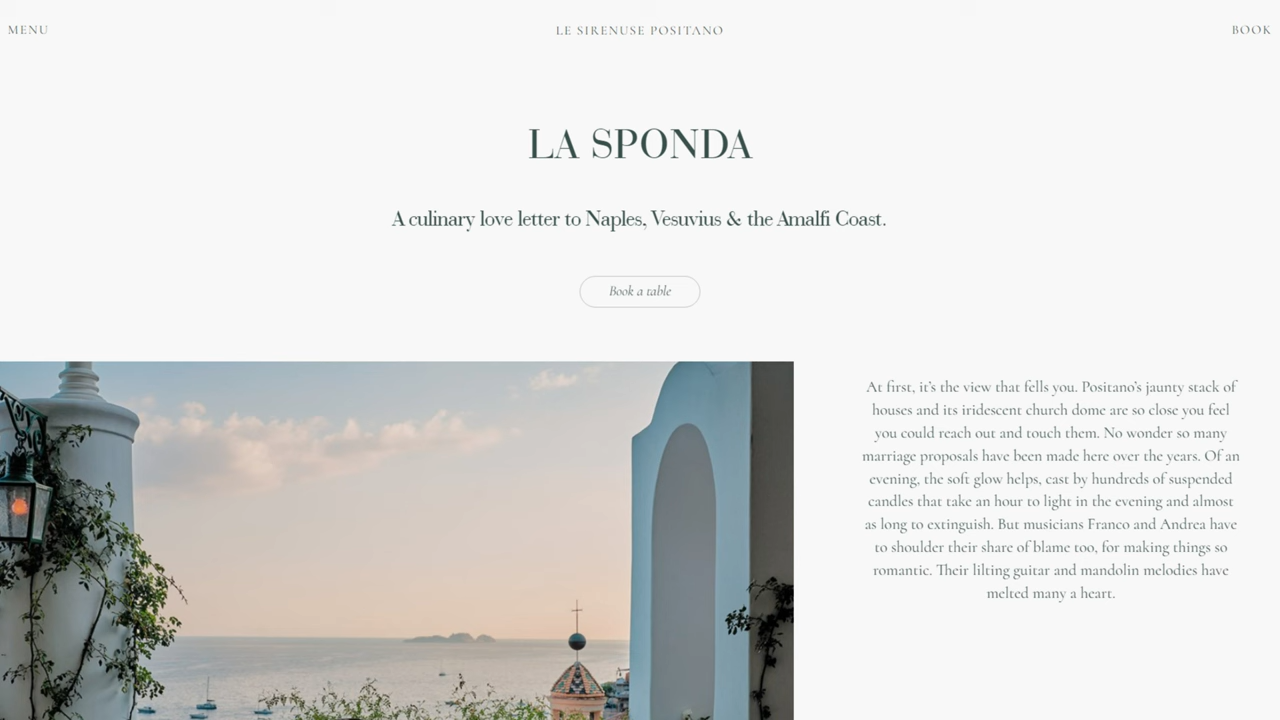 MENU
LE SIRENUSE POSITANO
BOOK
LA SPONDA
A culinary love letter to Naples, Vesuvius & the Amalfi Coast.
Book a table
At first, it’s the view that fells you. Positano’s jaunty stack of
houses and its iridescent church dome are so close you feel
you could reach out and touch them. No wonder so many
marriage proposals have been made here over the years. Of an
evening, the soft glow helps, cast by hundreds of suspended
candles that take an hour to light in the evening and almost
as long to extinguish. But musicians Franco and Andrea have
to shoulder their share of blame too, for making things so
romantic. Their lilting guitar and mandolin melodies have
melted many a heart.